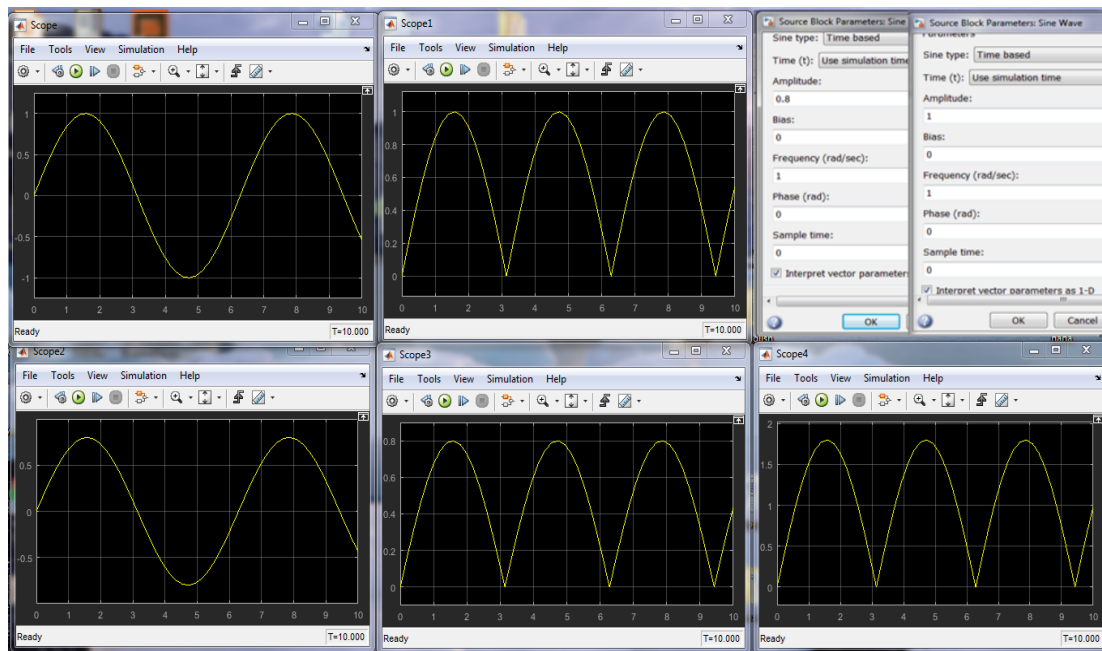 Scope
File Tools View Simulation Help
1
0.5
0
-0.5
-1
0 1 2 3 4 5 6 7 8 9 10
Ready T=10.000
Scope1
File Tools View Simulation Help
1
0.8
0.6
0.4
0.2
0
0 1 2 3 4 5 6 7 8 9 10
Ready T=10.000
Source Block Parameters: Sine
Sine type: Time based
Time (t): Use simulation time
Amplitude:
0.8
Bias:
0
Frequency (rad/sec):
1
Phase (rad):
0
Sample time:
0
Interpret vector parameters
OK
Source Block Parameters: Sine Wave
Parameters
Sine type: Time based
Time (t): Use simulation time
Amplitude:
1
Bias:
0
Frequency (rad/sec):
1
Phase (rad):
0
Sample time:
0
Interpret vector parameters as 1-D
OK Cancel
Scope2
File Tools View Simulation Help
0.5
0
-0.5
0 1 2 3 4 5 6 7 8 9 10
Ready T=10.000
Scope3
File Tools View Simulation Help
0.8
0.6
0.4
0.2
0
0 1 2 3 4 5 6 7 8 9 10
Ready T=10.000
Scope4
File Tools View Simulation Help
2
1.5
1
0.5
0
0 1 2 3 4 5 6 7 8 9 10
Ready T=10.000